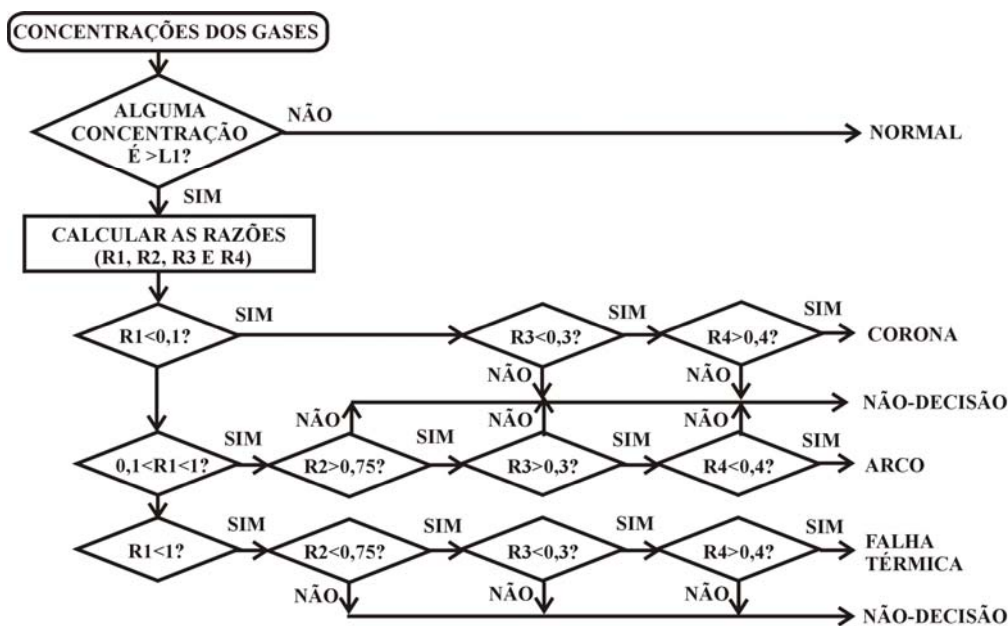 CONCENTRAÇÕES DOS GASES
ALGUMA
CONCENTRAÇÃO
É >L1?
NÃO
NORMAL
SIM
CALCULAR AS RAZÕES
(R1, R2, R3 E R4)
R1<0,1?
SIM
R3<0,3?
SIM
R4>0,4?
SIM
CORONA
NÃO
NÃO
NÃO-DECISÃO
NÃO
NÃO
NÃO
0,1<R1<1?
SIM
R2>0,75?
SIM
R3>0,3?
SIM
R4<0,4?
SIM
ARCO
R1<1?
SIM
R2<0,75?
SIM
R3<0,3?
SIM
R4>0,4?
SIM
FALHA
TÉRMICA
NÃO
NÃO
NÃO
NÃO-DECISÃO